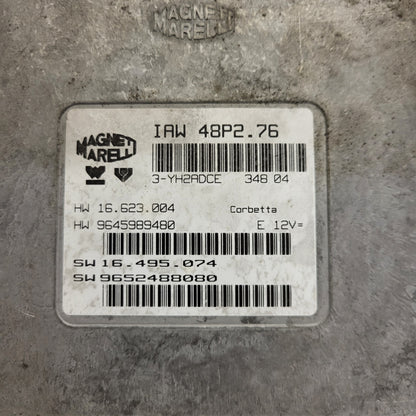 MAGNETI
MARELLI
MAGNETI
MARELLI
IAW 48P2.76
3-YH2ADCE 348 04
HW 16.623.004 Corbetta
HW 9645989480 E 12V=
SW 16.495.074
SW 9652488080